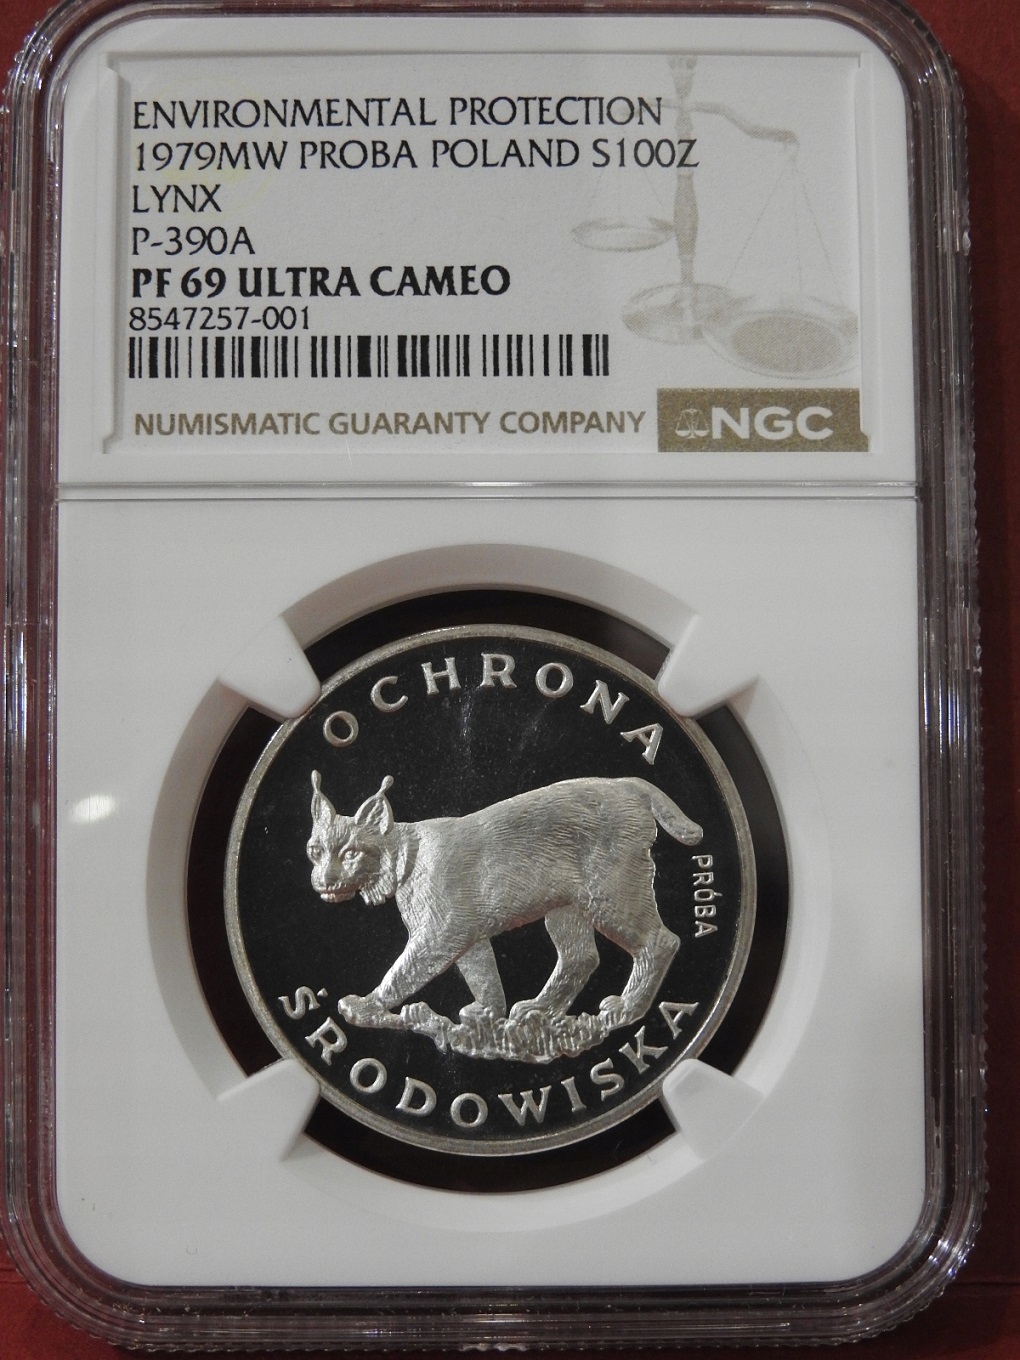 ENVIRONMENTAL PROTECTION
1979MW PROBA POLAND S100Z
LYNX
P-390A
PF 69 ULTRA CAMEO
8547257-001
NUMISMATIC GUARANTY COMPANY
NGC
OCHRONA
PRÓBA
ŚRODOWISKA